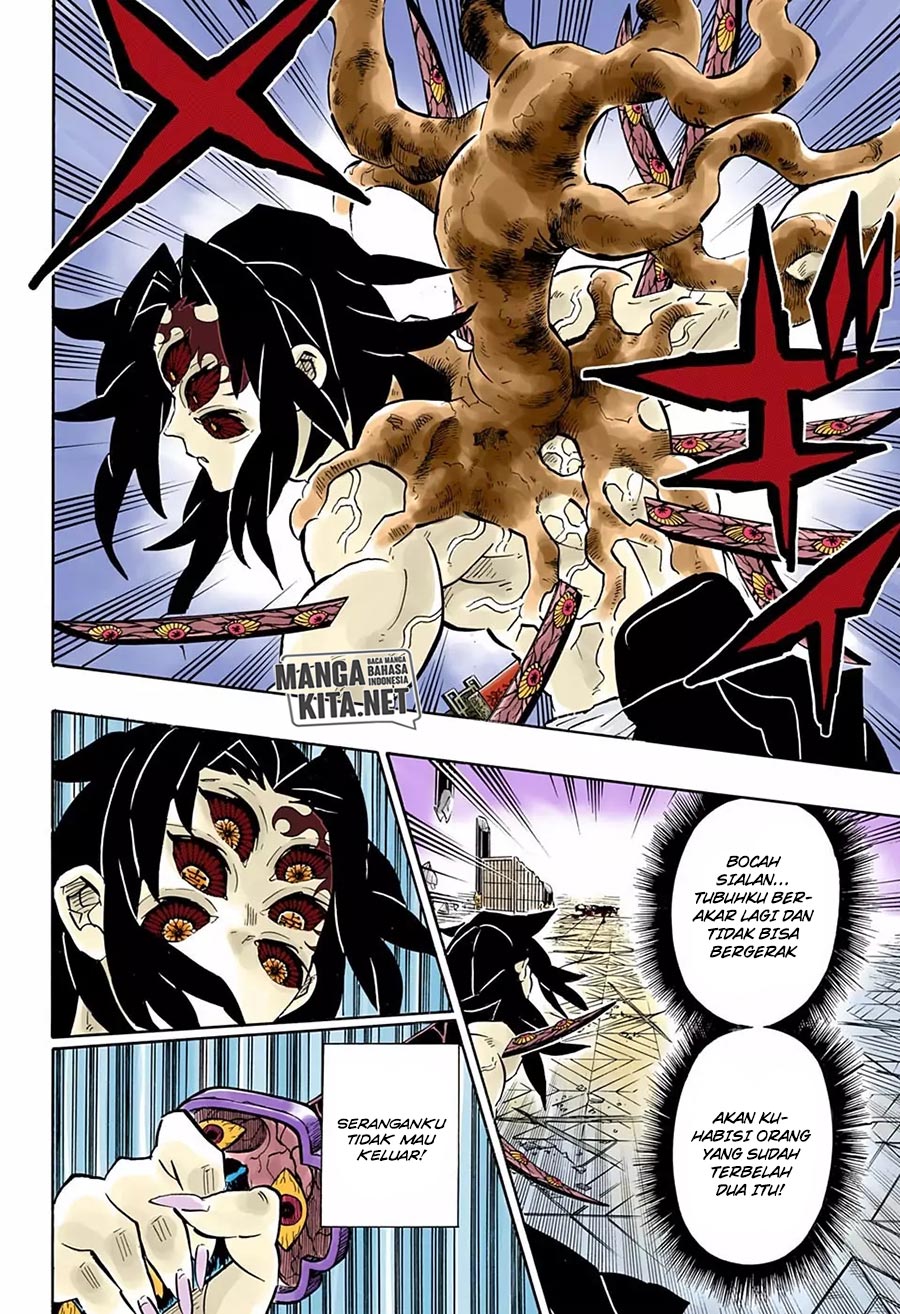 MANGA
BACA MANGA
BAHASA
INDONESIA
KITA.NET
BOCAH
SIALAN...
TUBUHKU BER-
AKAR LAGI DAN
TIDAK BISA
BERGERAK
AKAN KU-
HABISI ORANG
YANG SUDAH
TERBELAH
DUA ITU!
SERANGANKU
TIDAK MAU
KELUAR!